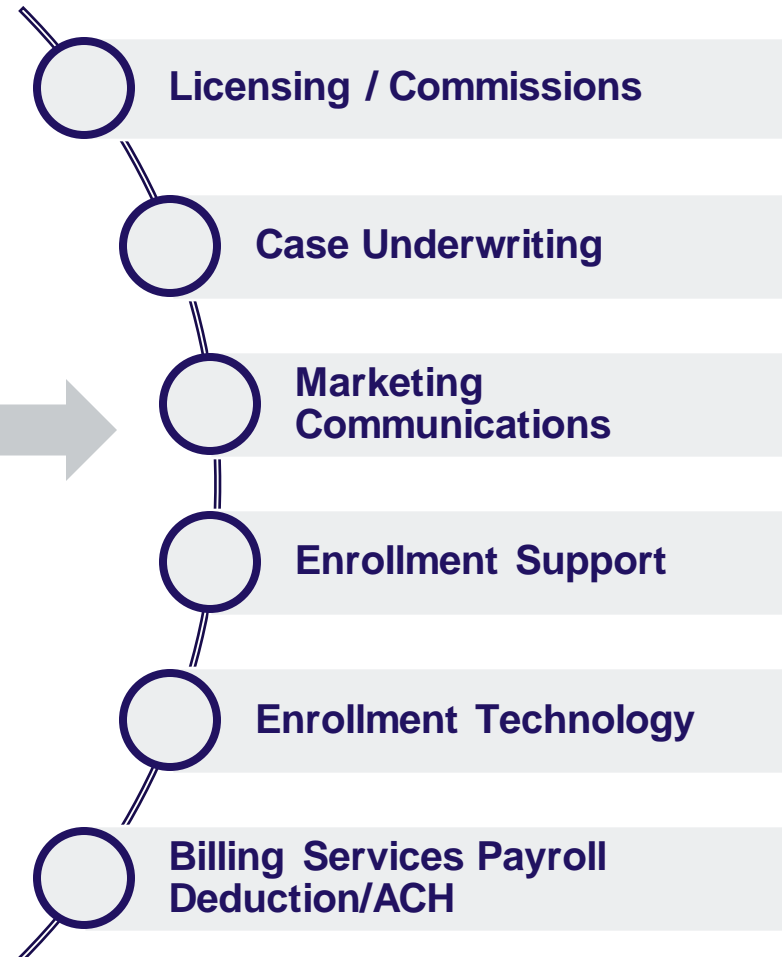 Licensing / Commissions
Case Underwriting
Marketing
Communications
Enrollment Support
Enrollment Technology
Billing Services Payroll
Deduction/ACH